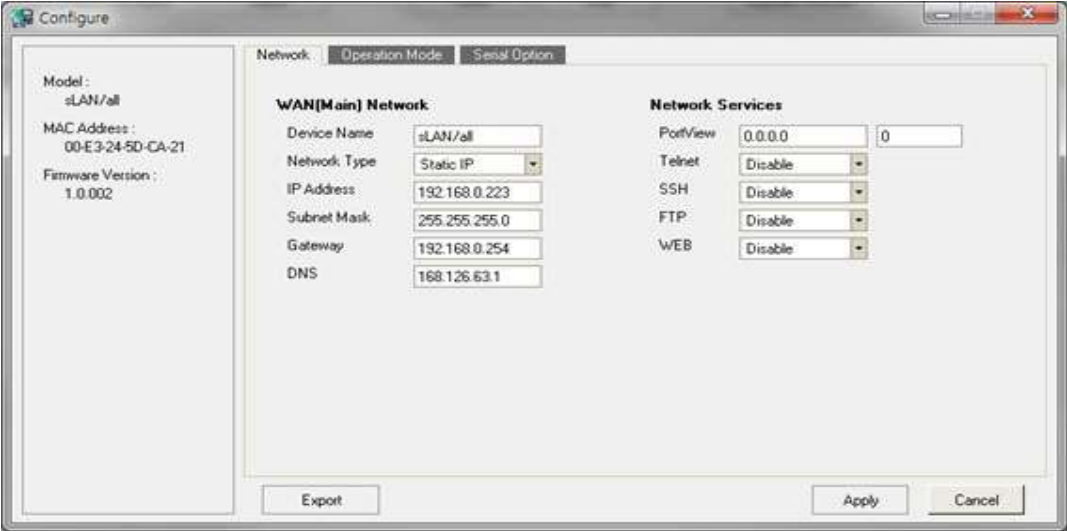 Configure
Model :
sLAN/all
MAC Address :
00-E3-24-5D-CA-21
Firmware Version :
1.0.002
Network Operation Mode Serial Option
WAN(Main) Network
Device Name sLAN/all
Network Type Static IP
IP Address 192.168.0.223
Subnet Mask 255.255.255.0
Gateway 192.168.0.254
DNS 168.126.63.1
Network Services
PortView 0.0.0.0 0
Telnet Disable
SSH Disable
FTP Disable
WEB Disable
Export Apply Cancel